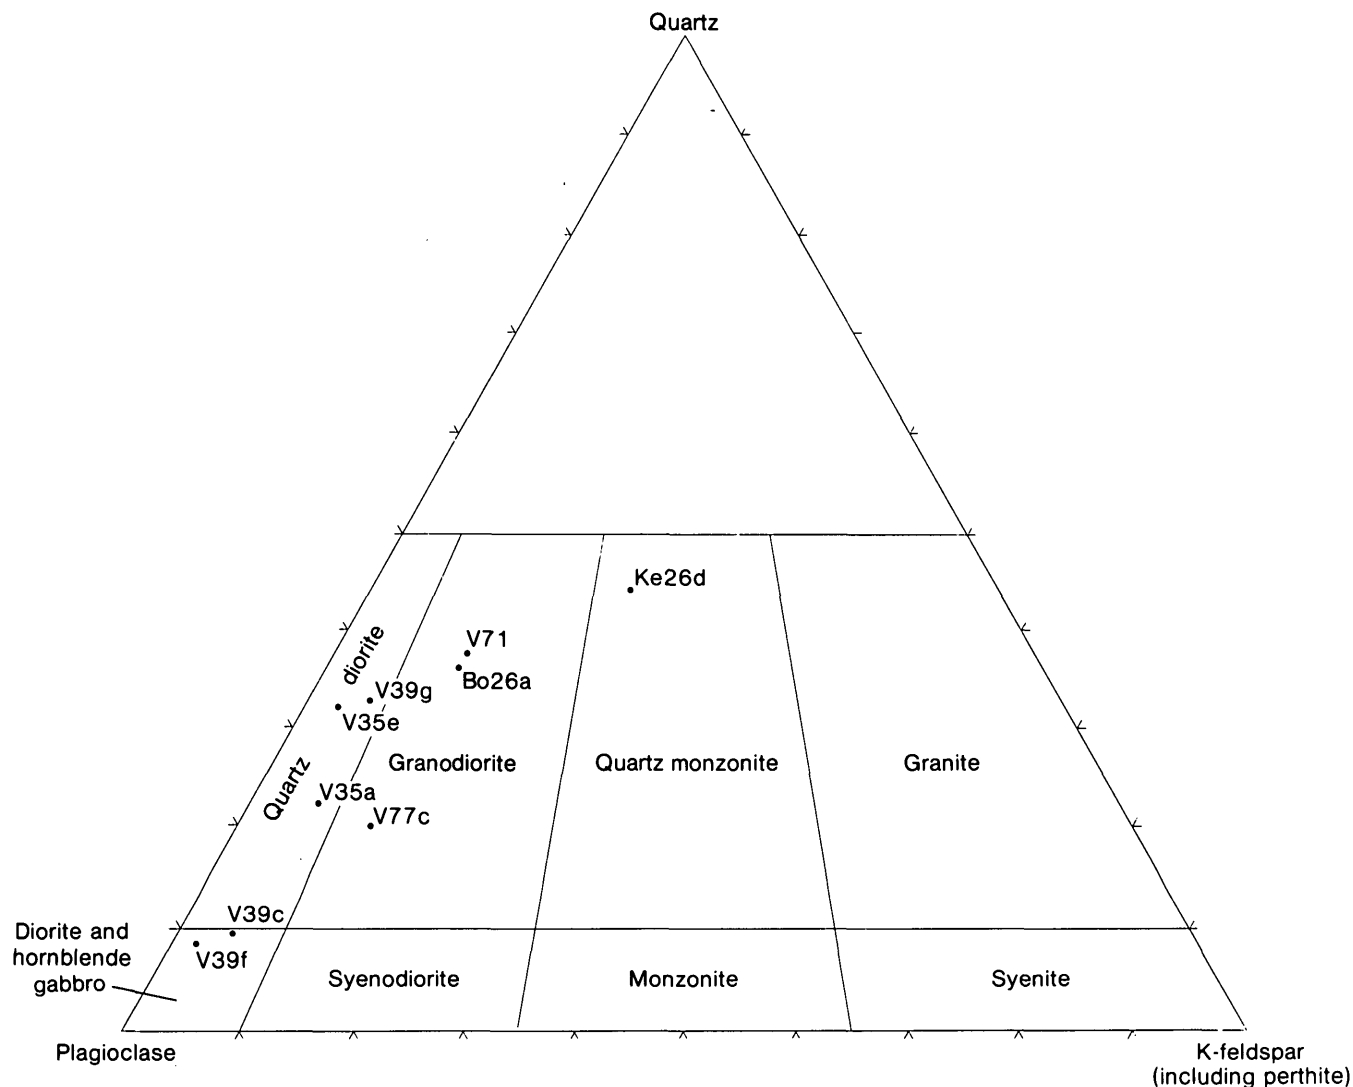 Quartz
Ke26d
V71
Bo26a
diorite
V39g
V35e
Granodiorite
Quartz monzonite
Granite
Quartz
V35a
V77c
V39c
V39f
Diorite and
hornblende
gabbro
Syenodiorite
Monzonite
Syenite
Plagioclase
K-feldspar
(including perthite)